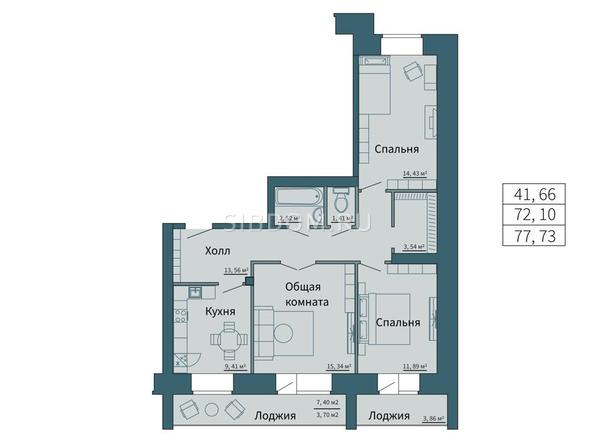 Спальня
14,43 м²
41, 66
72, 10
77, 73
2,52 м²
1,41 м²
SIBDOM.RU
3,54 м²
Холл
13,56 м²
Общая
комната
Кухня
Спальня
9,41 м²
15,34 м²
11,89 м²
7,40 м²
Лоджия
3,70 м²
Лоджия
3,86 м²